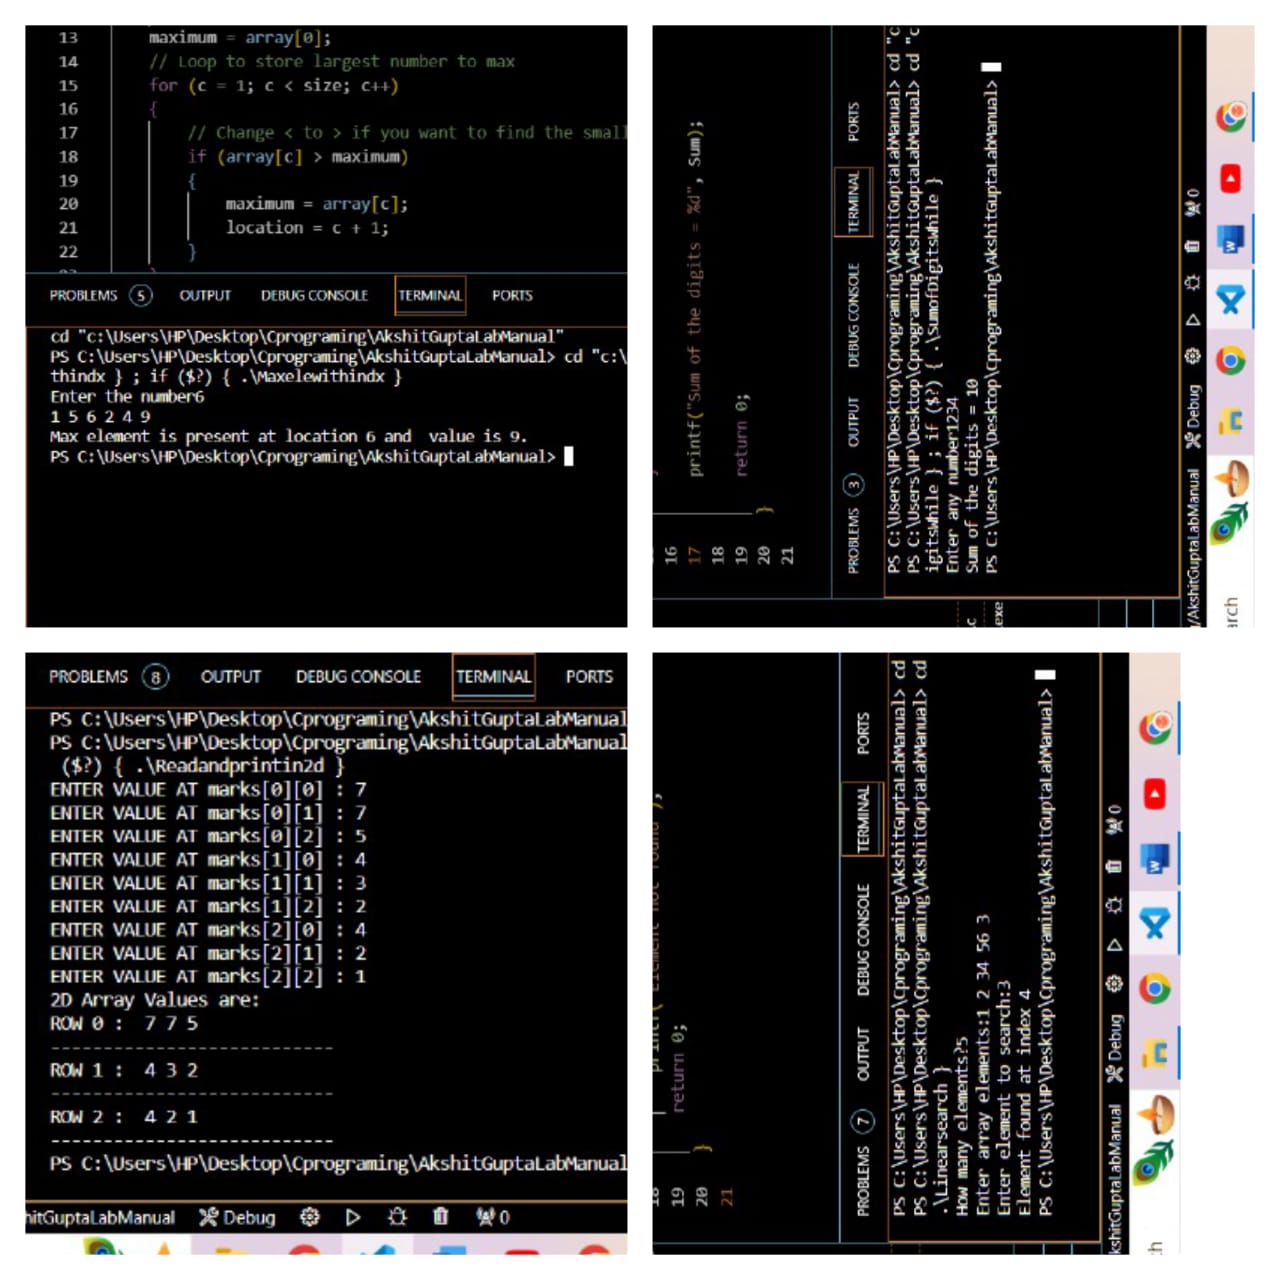 13 maximum = array[0];
14 // Loop to store largest number to max
15 for (c = 1; c < size; c++)
16 {
17 // Change < to > if you want to find the small
18 if (array[c] > maximum)
19 {
20 maximum = array[c];
21 location = c + 1;
22 }
PROBLEMS 5 OUTPUT DEBUG CONSOLE TERMINAL PORTS
cd "c:\Users\HP\Desktop\Cprograming\AkshitGuptaLabManual"
PS C:\Users\HP\Desktop\Cprograming\AkshitGuptaLabManual> cd "c:\
thindx } ; if ($?) { .\Maxelewithindx }
Enter the number6
1 5 6 2 4 9
Max element is present at location 6 and  value is 9.
PS C:\Users\HP\Desktop\Cprograming\AkshitGuptaLabManual>
16
17 printf("Sum of the digits = %d", Sum);
18
19 return 0;
20 }
21
PROBLEMS 3 OUTPUT DEBUG CONSOLE TERMINAL PORTS
PS C:\Users\HP\Desktop\Cprograming\AkshitGuptaLabManual> cd "c
PS C:\Users\HP\Desktop\Cprograming\AkshitGuptaLabManual> cd "c
igitsWhile } ; if ($?) { .\SumofDigitsWhile }
Enter any number1234
Sum of the digits = 10
PS C:\Users\HP\Desktop\Cprograming\AkshitGuptaLabManual>
.exe
/AkshitGuptaLabManual Debug 0
arch
PROBLEMS 8 OUTPUT DEBUG CONSOLE TERMINAL PORTS
PS C:\Users\HP\Desktop\Cprograming\AkshitGuptaLabManual
PS C:\Users\HP\Desktop\Cprograming\AkshitGuptaLabManual
($?) { .\Readandprintin2d }
ENTER VALUE AT marks[0][0] : 7
ENTER VALUE AT marks[0][1] : 7
ENTER VALUE AT marks[0][2] : 5
ENTER VALUE AT marks[1][0] : 4
ENTER VALUE AT marks[1][1] : 3
ENTER VALUE AT marks[1][2] : 2
ENTER VALUE AT marks[2][0] : 4
ENTER VALUE AT marks[2][1] : 2
ENTER VALUE AT marks[2][2] : 1
2D Array Values are:
ROW 0 :  7 7 5
---------------------------
ROW 1 :  4 3 2
---------------------------
ROW 2 :  4 2 1
---------------------------
PS C:\Users\HP\Desktop\Cprograming\AkshitGuptaLabManual
hitGuptaLabManual Debug 0
19 return 0;
20 }
21
PROBLEMS 7 OUTPUT DEBUG CONSOLE TERMINAL PORTS
PS C:\Users\HP\Desktop\Cprograming\AkshitGuptaLabManual> cd
PS C:\Users\HP\Desktop\Cprograming\AkshitGuptaLabManual> cd
.\Linearsearch }
How many elements?5
Enter array elements:1 2 34 56 3
Enter element to search:3
Element found at index 4
PS C:\Users\HP\Desktop\Cprograming\AkshitGuptaLabManual>
kshitGuptaLabManual Debug 0